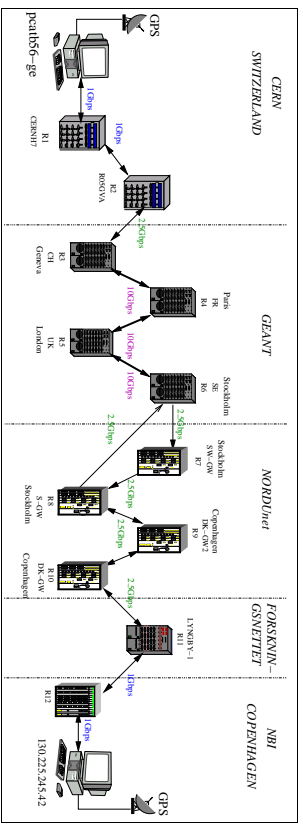 GPS
pcatb56-ge
CERN
SWITZERLAND
1Gbps
1Gbps
R1
CERNH7
R2
R05GVA
2.5Gbps
GEANT
R3
CH
Geneva
10Gbps
Paris
FR
R4
10Gbps
R5
UK
London
10Gbps
Stockholm
SE
R6
NORDUnet
2.5Gbps
2.5Gbps
Stockholm
SW-GW
R7
2.5Gbps
R8
S-GW
Stockholm
2.5Gbps
Copenhagen
DK-GW2
R9
R10
DK-GW
Copenhagen
2.5Gbps
FORSKNIN-
GSNETTET
LYNGBY-1
R11
1Gbps
NBI
COPENHAGEN
R12
1Gbps
130.225.245.42
GPS